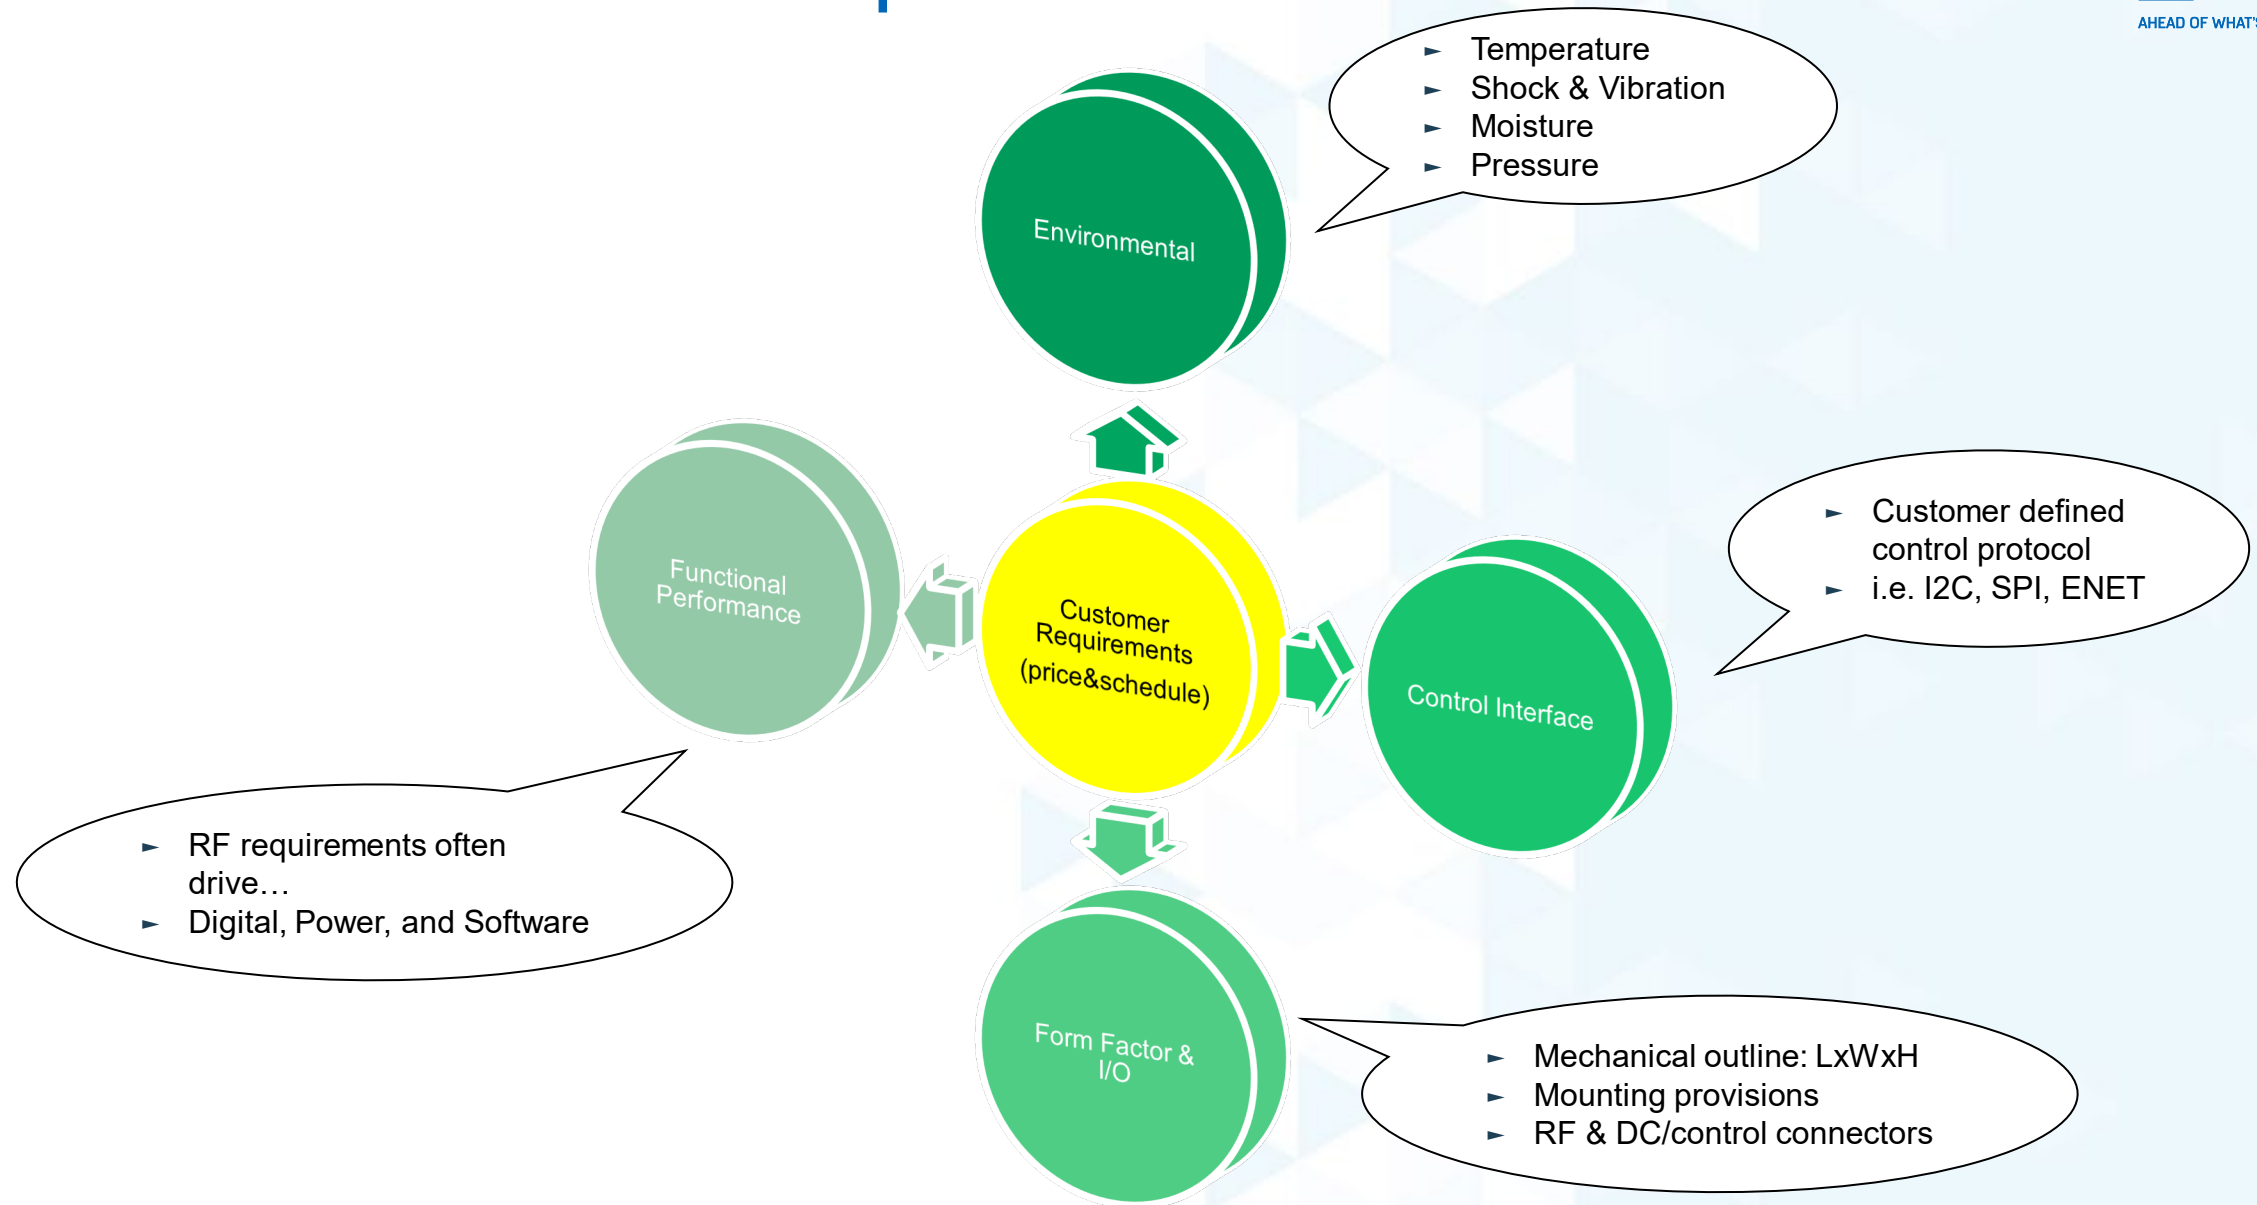 AHEAD OF WHAT'S
► Temperature
► Shock & Vibration
► Moisture
► Pressure
Environmental
Functional
Performance
Customer
Requirements
(price&schedule)
► Customer defined
control protocol
► i.e. I2C, SPI, ENET
Control Interface
► RF requirements often
drive…
► Digital, Power, and Software
Form Factor &
I/O
► Mechanical outline: LxWxH
► Mounting provisions
► RF & DC/control connectors